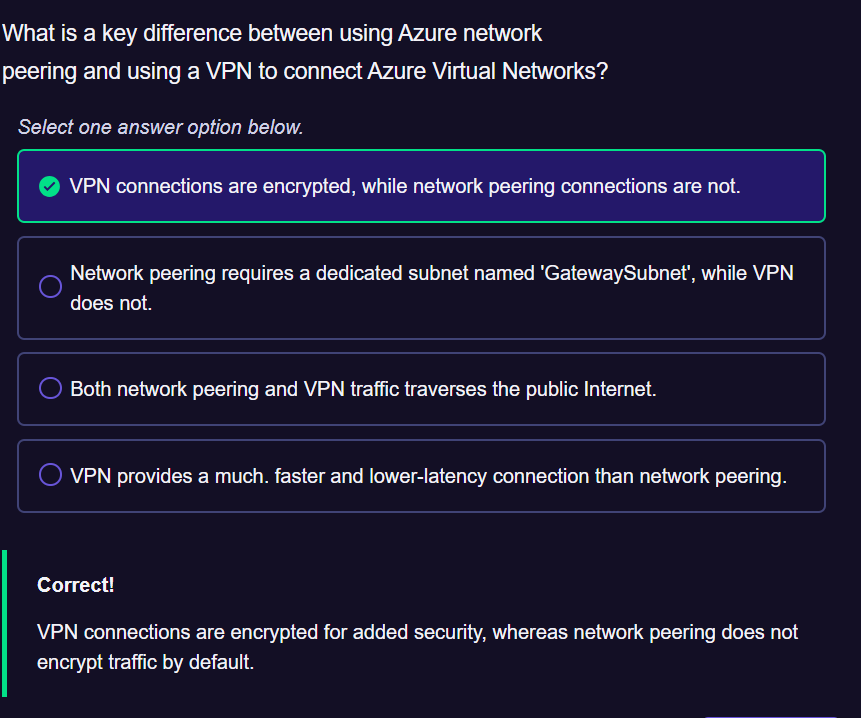 What is a key difference between using Azure network
peering and using a VPN to connect Azure Virtual Networks?
Select one answer option below.
VPN connections are encrypted, while network peering connections are not.
Network peering requires a dedicated subnet named 'GatewaySubnet', while VPN
does not.
Both network peering and VPN traffic traverses the public Internet.
VPN provides a much. faster and lower-latency connection than network peering.
Correct!
VPN connections are encrypted for added security, whereas network peering does not
encrypt traffic by default.